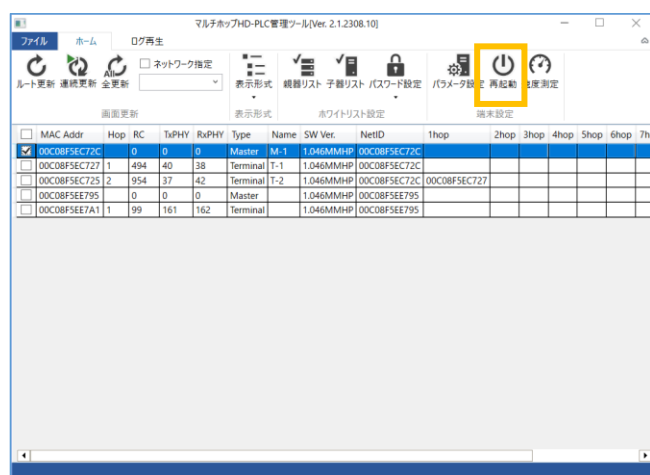 マルチホップHD-PLC管理ツール[Ver. 2.1.2308.10]
ファイル ホーム ログ再生
ルート更新 連続更新 全更新 ネットワーク指定 表示形式 親器リスト 子器リスト パスワード設定 パラメータ設定 再起動 速度測定
画面更新 表示形式 ホワイトリスト設定 端末設定
MAC Addr Hop RC TxPHY RxPHY Type Name SW Ver. NetID 1hop 2hop 3hop 4hop 5hop 6hop 7h
00C08F5EC72C 0 0 0 Master M-1 1.046MMHP 00C08F5EC72C
00C08F5EC727 1 494 40 38 Terminal T-1 1.046MMHP 00C08F5EC72C
00C08F5EC725 2 954 37 42 Terminal T-2 1.046MMHP 00C08F5EC72C 00C08F5EC727
00C08F5EE795 0 0 0 Master 1.046MMHP 00C08F5EE795
00C08F5EE7A1 1 99 161 162 Terminal 1.046MMHP 00C08F5EE795